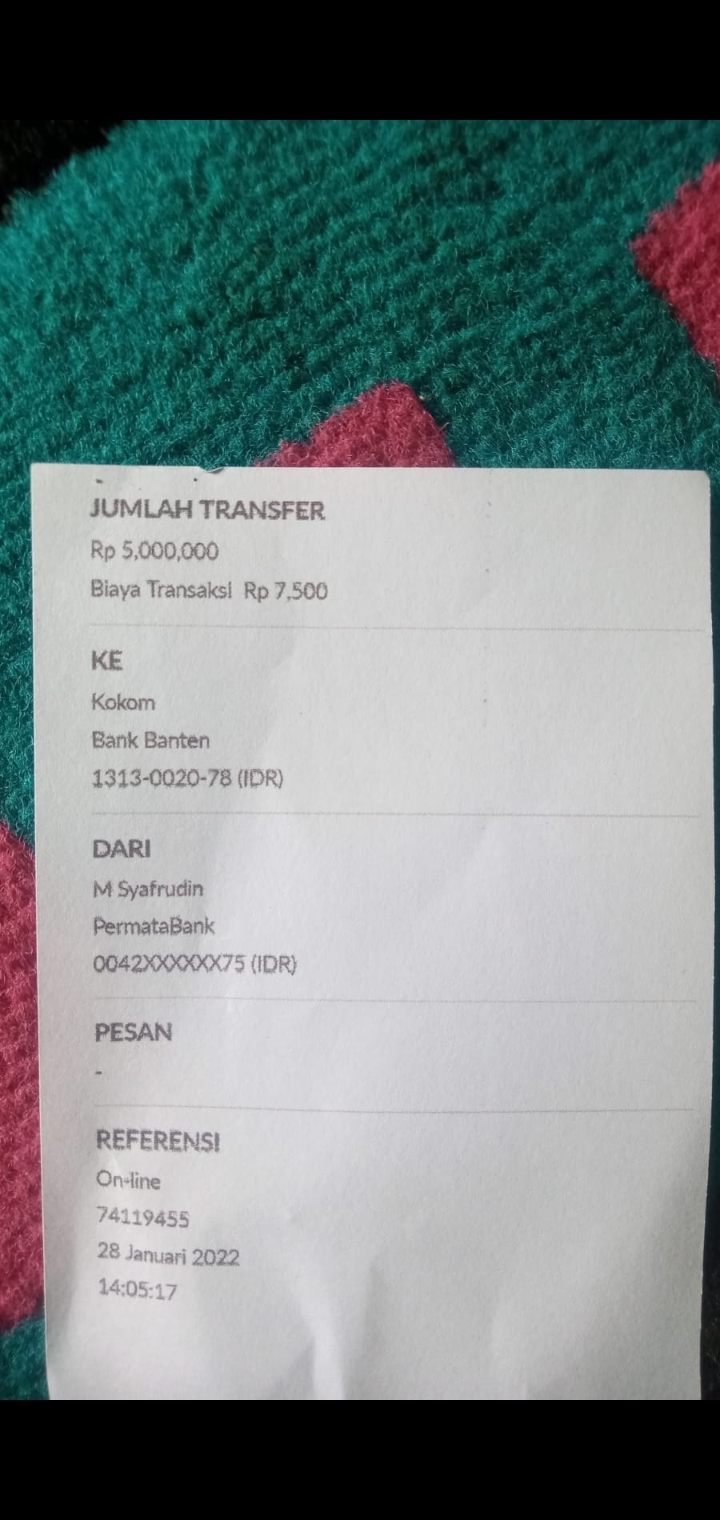 JUMLAH TRANSFER
Rp 5,000,000
Biaya Transaksi Rp 7,500
KE
Kokom
Bank Banten
1313-0020-78 (IDR)
DARI
M Syafrudin
PermataBank
0042XXXXXX75 (IDR)
PESAN
-
REFERENSI
On-line
74119455
28 Januari 2022
14:05:17